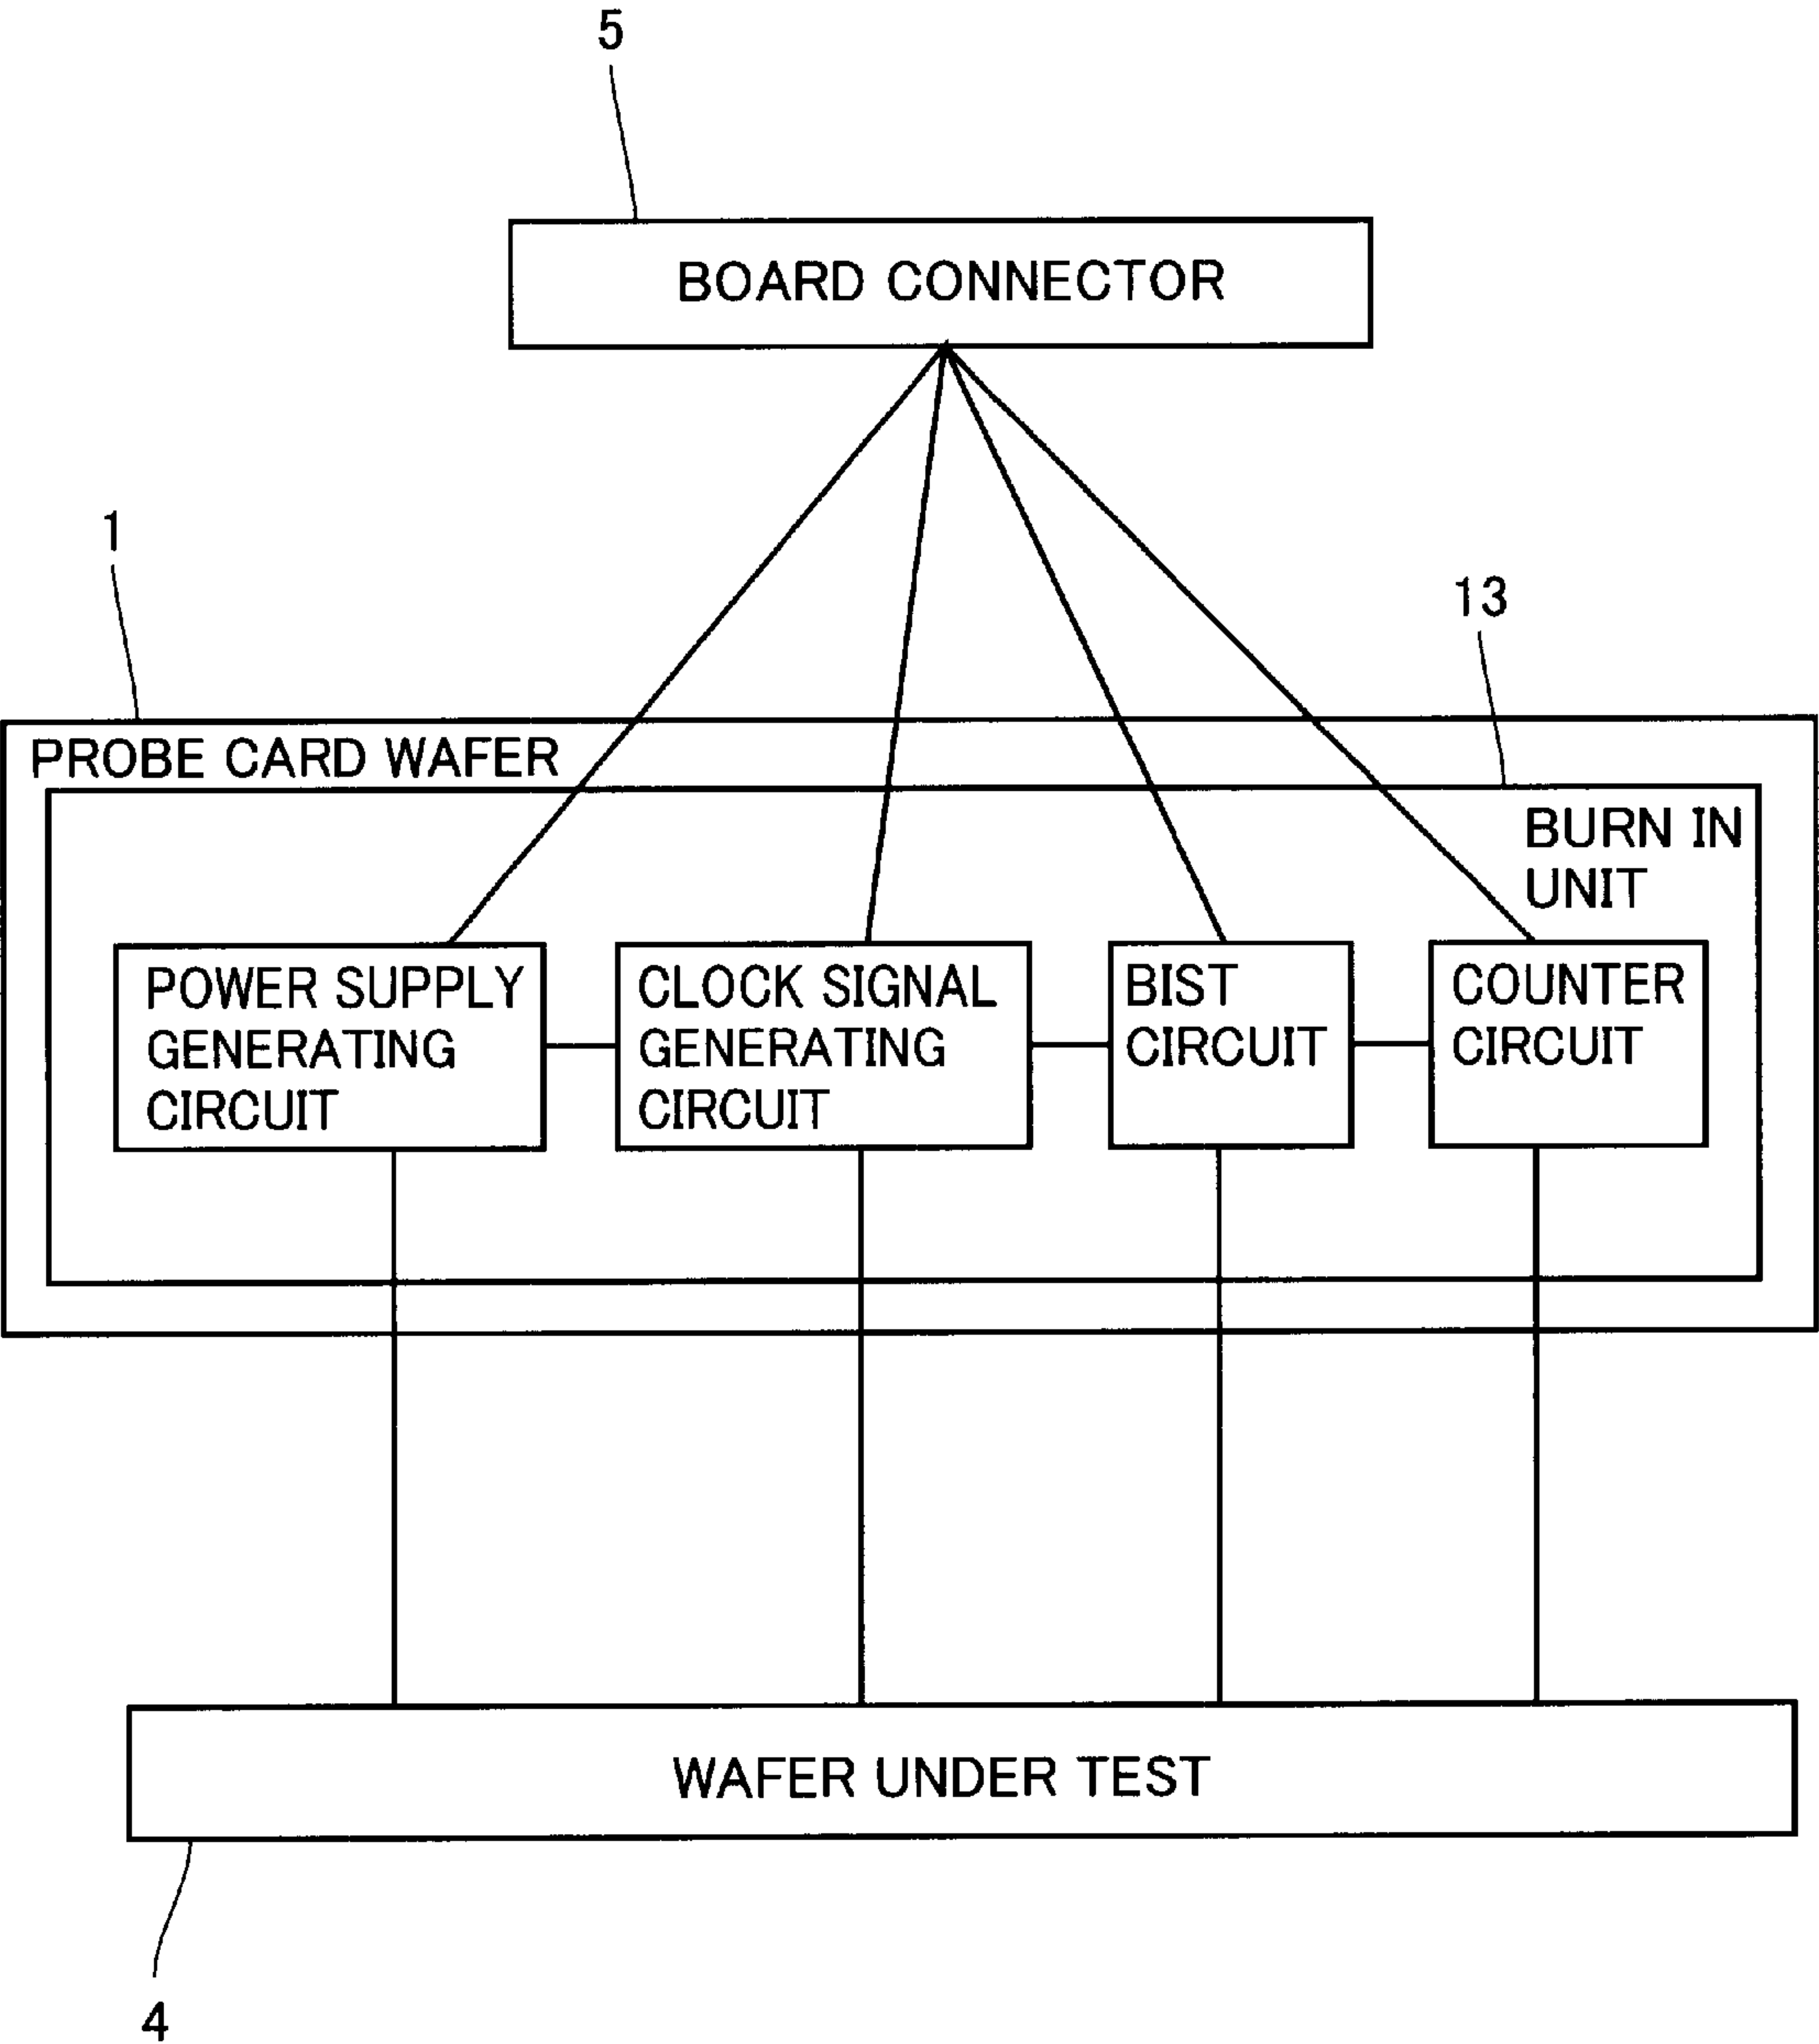 5
BOARD CONNECTOR
1
13
PROBE CARD WAFER
BURN IN
UNIT
POWER SUPPLY
GENERATING
CIRCUIT
CLOCK SIGNAL
GENERATING
CIRCUIT
BIST
CIRCUIT
COUNTER
CIRCUIT
WAFER UNDER TEST
4